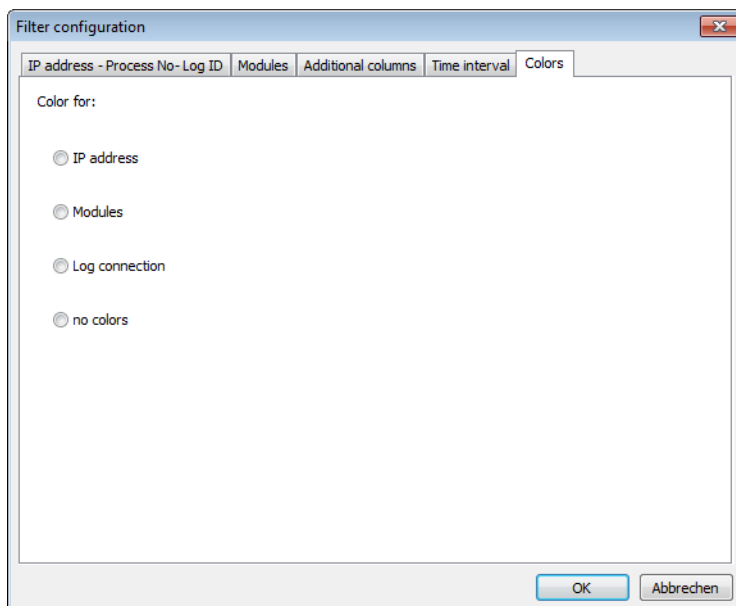 Filter configuration
IP address - Process No- Log ID Modules Additional columns Time interval Colors
Color for:
IP address
Modules
Log connection
no colors
OK Abbrechen